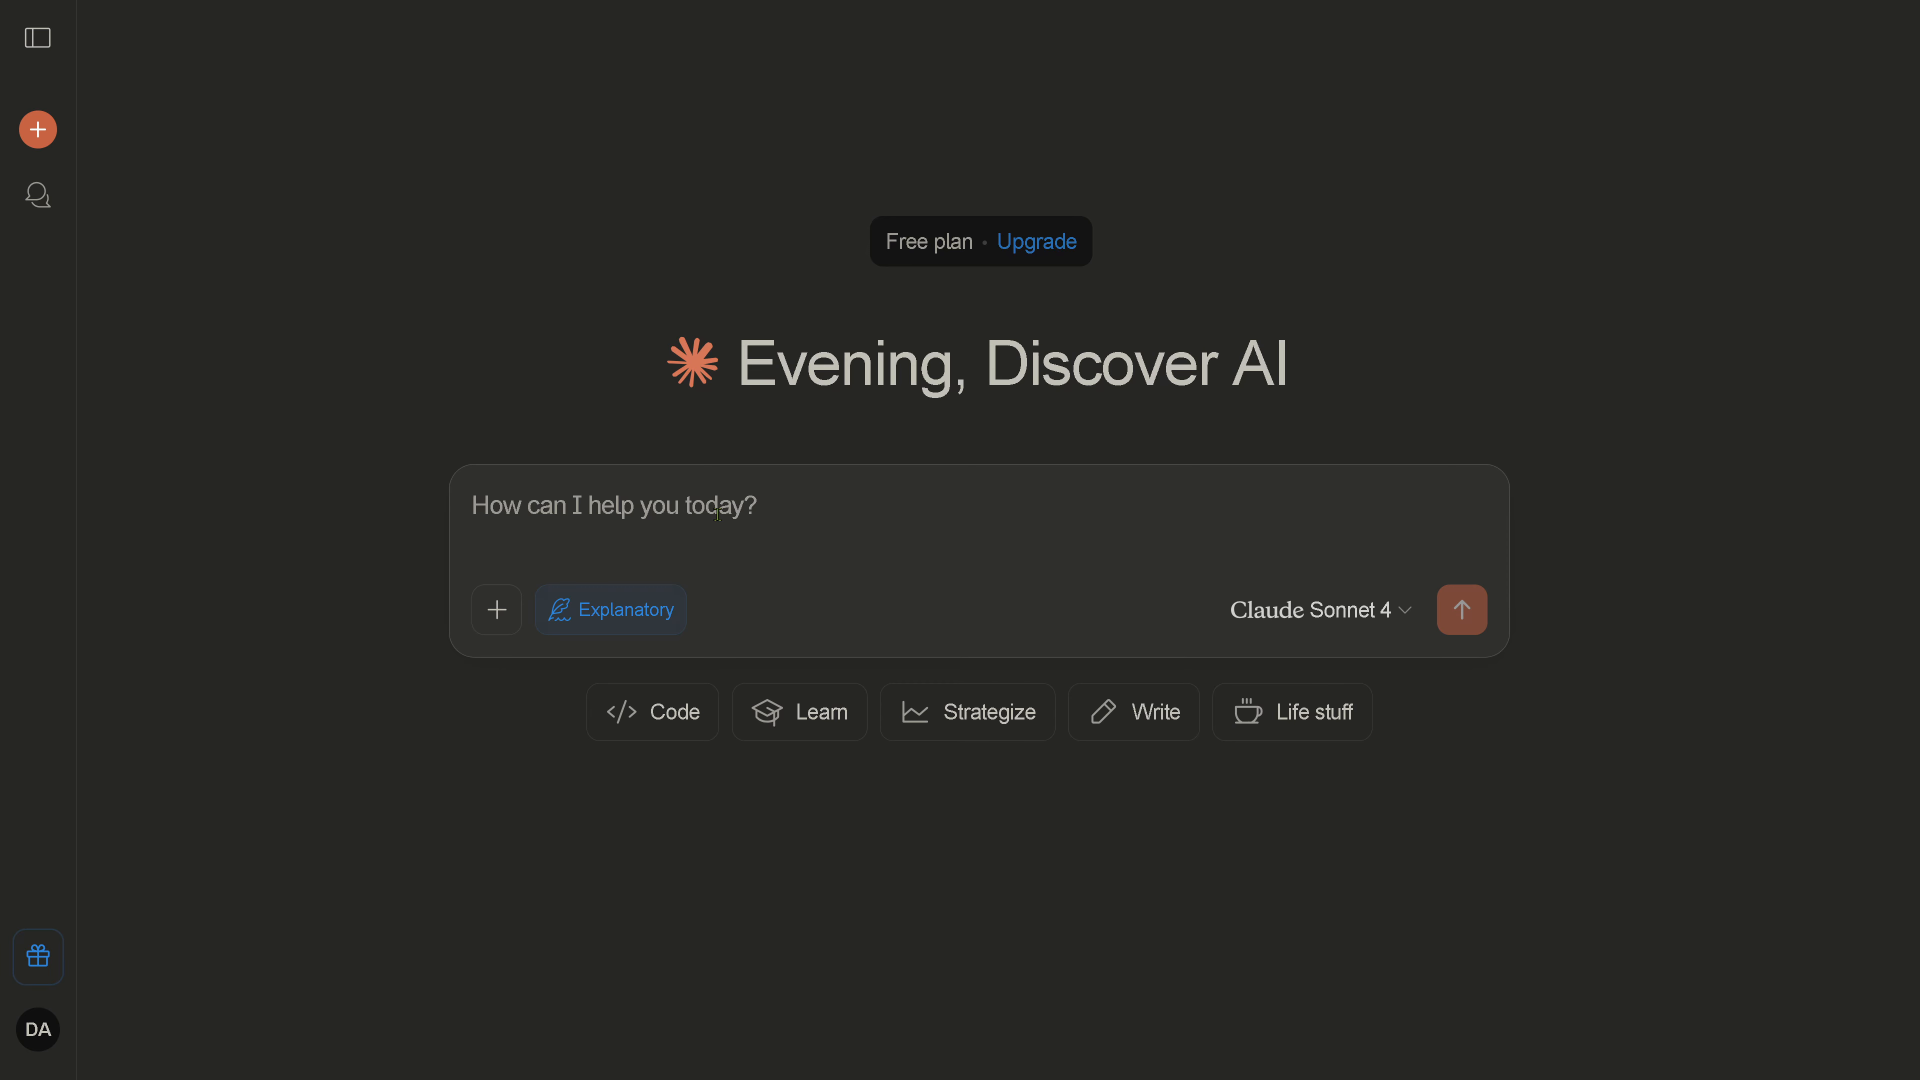 Free plan · Upgrade
Evening, Discover AI
How can I help you today?
Explanatory
Claude Sonnet 4
Code
Learn
Strategize
Write
Life stuff
DA